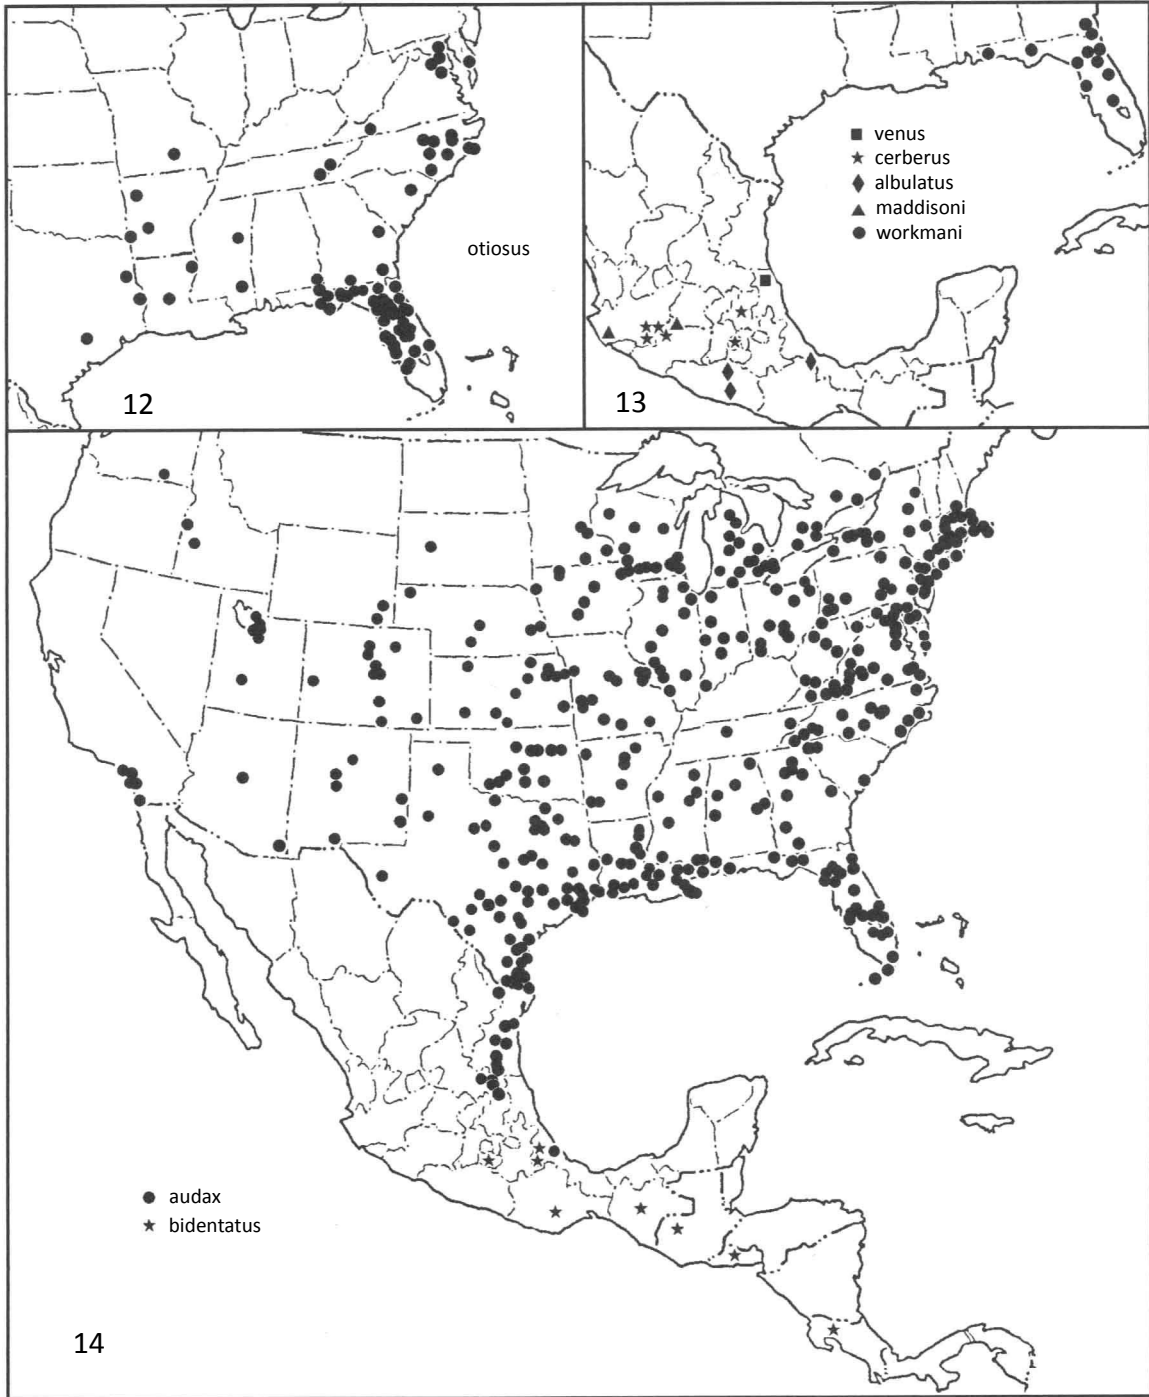 otiosus
12
venus
cerberus
albulatus
maddisoni
workmani
13
audax
bidentatus
14